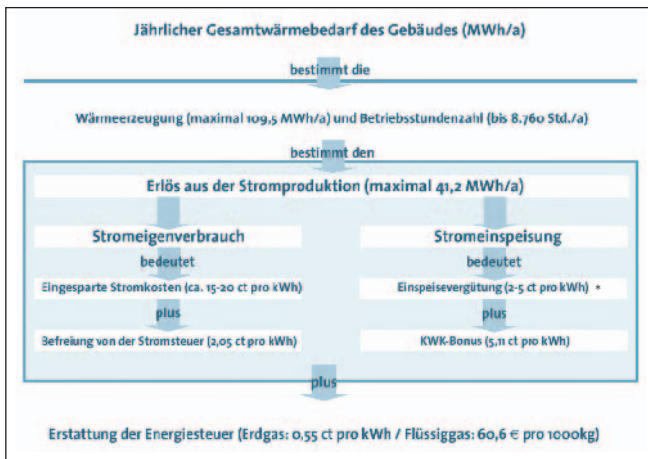 Jährlicher Gesamtwärmebedarf des Gebäudes (MWh/a)
bestimmt die
Wärmeerzeugung (maximal 109,5 MWh/a) und Betriebsstundenzahl (bis 8.760 Std./a)
bestimmt den
Erlös aus der Stromproduktion (maximal 41,2 MWh/a)
Stromeigenverbrauch
Stromeinspeisung
bedeutet
bedeutet
Eingesparte Stromkosten (ca. 15-20 ct pro kWh)
Einspeisevergütung (2-5 ct pro kWh) *
plus
plus
Befreiung von der Stromsteuer (2,05 ct pro kWh)
KWK-Bonus (5,11 ct pro kWh)
plus
Erstattung der Energiesteuer (Erdgas: 0,55 ct pro kWh / Flüssiggas: 60,6 € pro 1000kg)